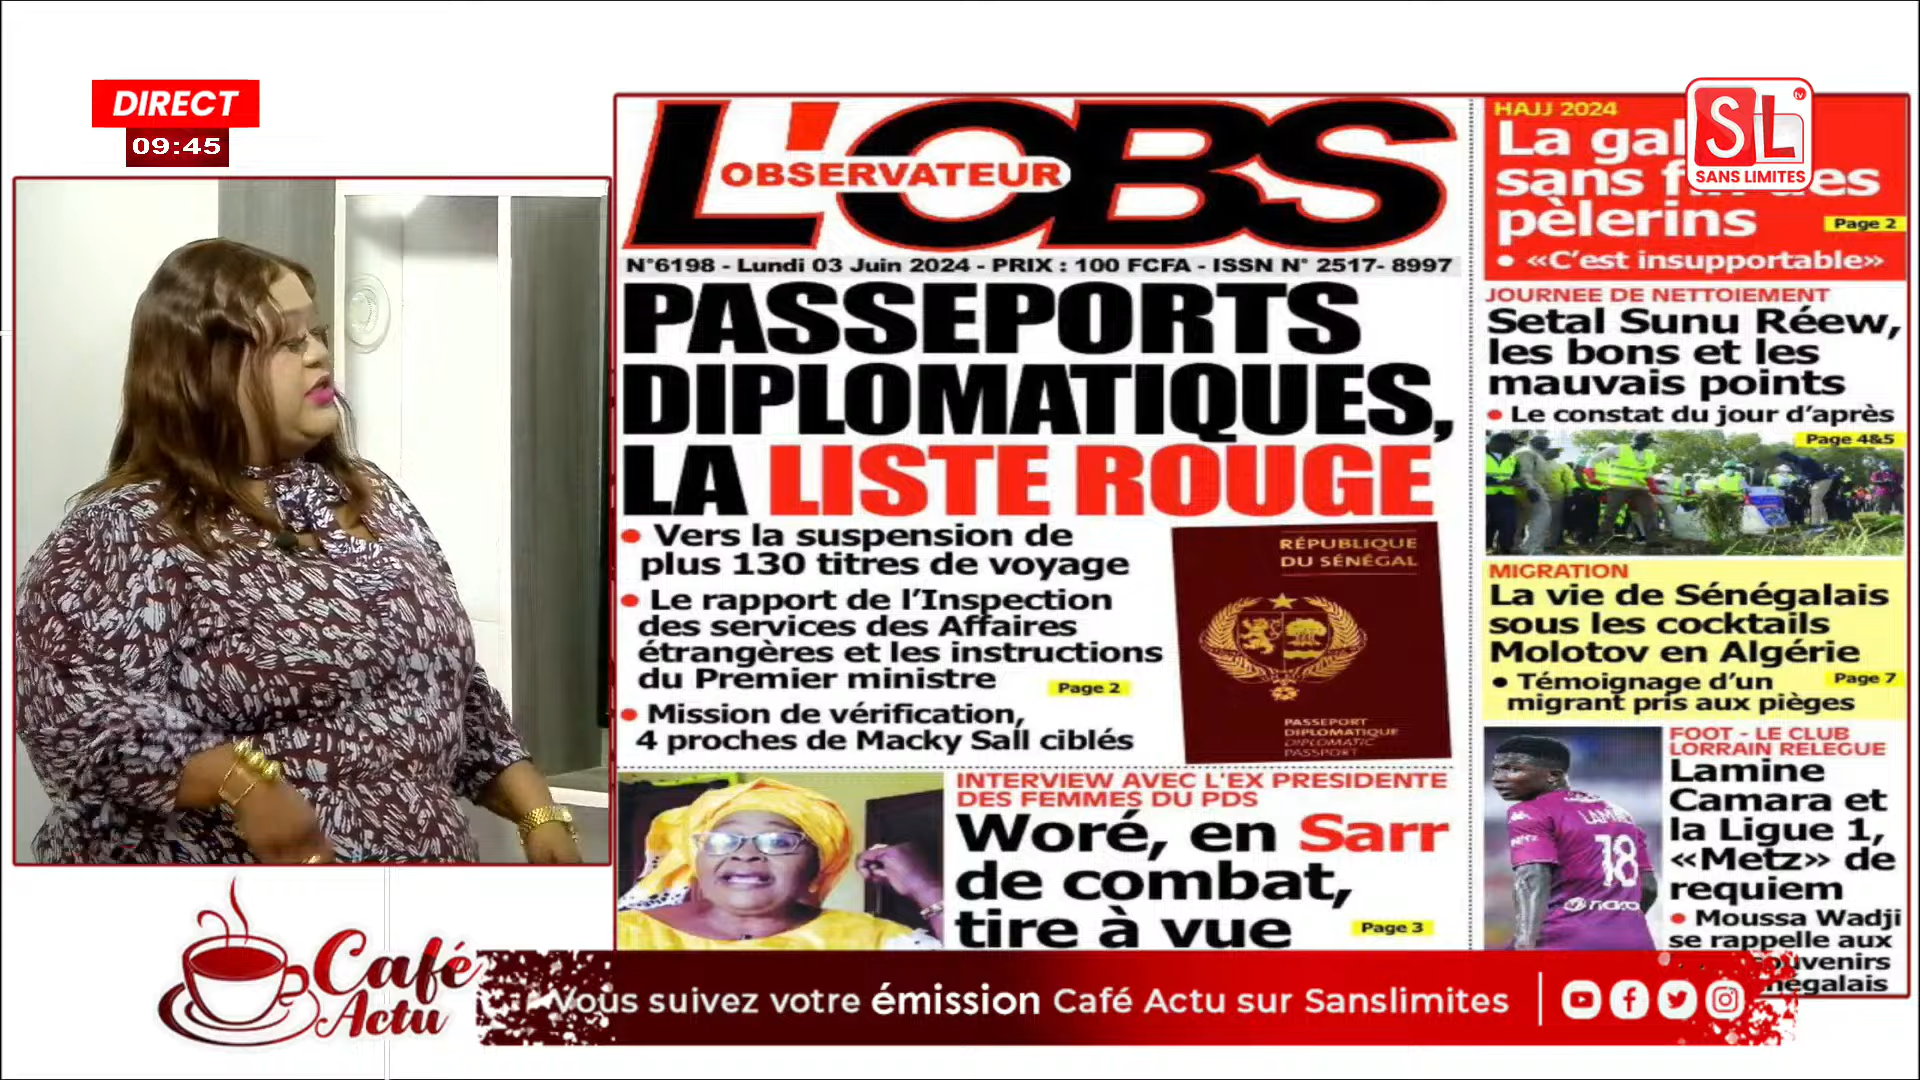 DIRECT
09:45
L'OBS
OBSERVATEUR
N°6198 - Lundi 03 Juin 2024 - PRIX : 100 FCFA - ISSN N° 2517- 8997
PASSEPORTS
DIPLOMATIQUES,
LA LISTE ROUGE
• Vers la suspension de
plus 130 titres de voyage
• Le rapport de l'Inspection
des services des Affaires
étrangères et les instructions
du Premier ministre
Page 2
• Mission de vérification,
4 proches de Macky Sall ciblés
RÉPUBLIQUE
DU SÉNÉGAL
PASSEPORT
DIPLOMATIQUE
DIPLOMATIC
PASSPORT
INTERVIEW AVEC L'EX PRESIDENTE
DES FEMMES DU PDS
Woré, en Sarr
de combat,
tire à vue
Page 3
HAJJ 2024
La
sans
pèlerins
Page 2
• «C'est insupportable»
SL tv
SANS LIMITES
JOURNEE DE NETTOIEMENT
Setal Sunu Réew,
les bons et les
mauvais points
• Le constat du jour d'après
Page 4&5
MIGRATION
La vie de Sénégalais
sous les cocktails
Molotov en Algérie
• Témoignage d'un
migrant pris aux pièges
Page 7
FOOT - LE CLUB
LORRAIN RELEGUE
Lamine
Camara et
la Ligue 1,
«Metz» de
requiem
• Moussa Wadji
se rappelle aux
18
Café
Actu
Vous suivez votre émission Café Actu sur Sanslimites